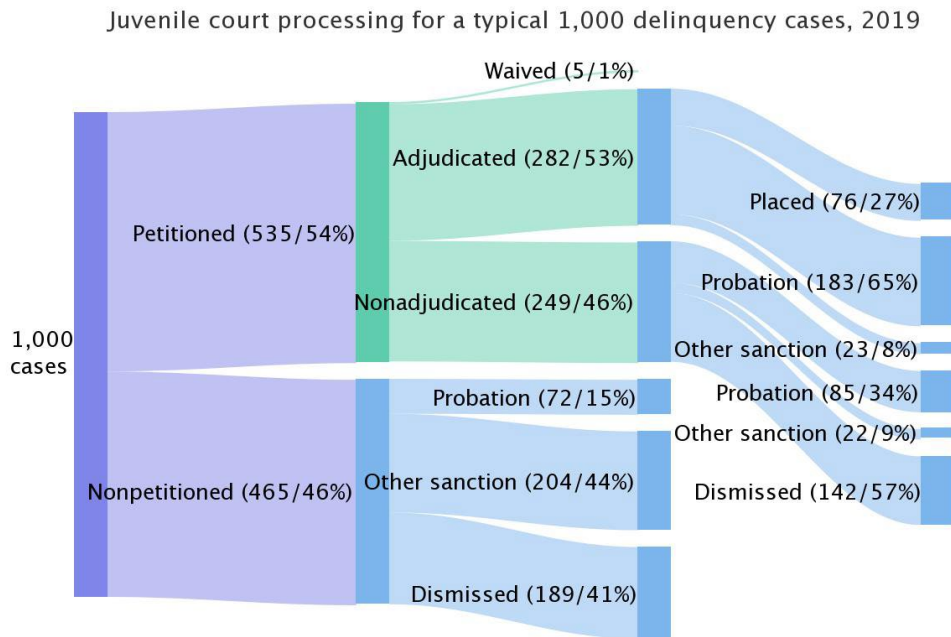 Juvenile court processing for a typical 1,000 delinquency cases, 2019
Waived (5/1%)
Adjudicated (282/53%)
Placed (76/27%)
Petitioned (535/54%)
Probation (183/65%)
Nonadjudicated (249/46%)
1,000
cases
Other sanction (23/8%)
Probation (85/34%)
Probation (72/15%)
Other sanction (22/9%)
Other sanction (204/44%)
Nonpetitioned (465/46%)
Dismissed (142/57%)
Dismissed (189/41%)